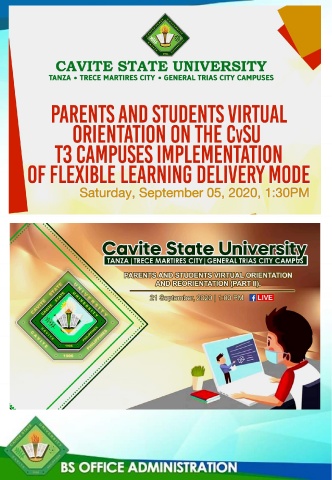 CAVITE STATE UNIVERSITY
TANZA • TRECE MARTIRES CITY • GENERAL TRIAS CITY CAMPUSES
PARENTS AND STUDENTS VIRTUAL
ORIENTATION ON THE CvSU
T3 CAMPUSES IMPLEMENTATION
OF FLEXIBLE LEARNING DELIVERY MODE
Saturday, September 05, 2020, 1:30PM
Cavite State University
TANZA|TRECE MARTIRES CITY|GENERAL TRIAS CITY CAMPUS
PARENTS AND STUDENTS VIRTUAL ORIENTATION
AND REORIENTATION (PART II).
21 September, 2020 | LIVE
BS OFFICE ADMINISTRATION